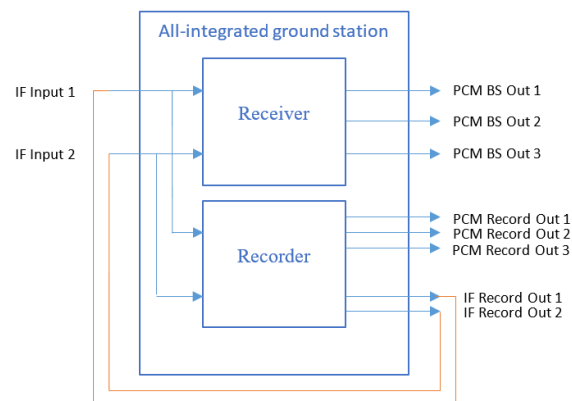 All-integrated ground station
IF Input 1
IF Input 2
Receiver
PCM BS Out 1
PCM BS Out 2
PCM BS Out 3
Recorder
PCM Record Out 1
PCM Record Out 2
PCM Record Out 3
IF Record Out 1
IF Record Out 2